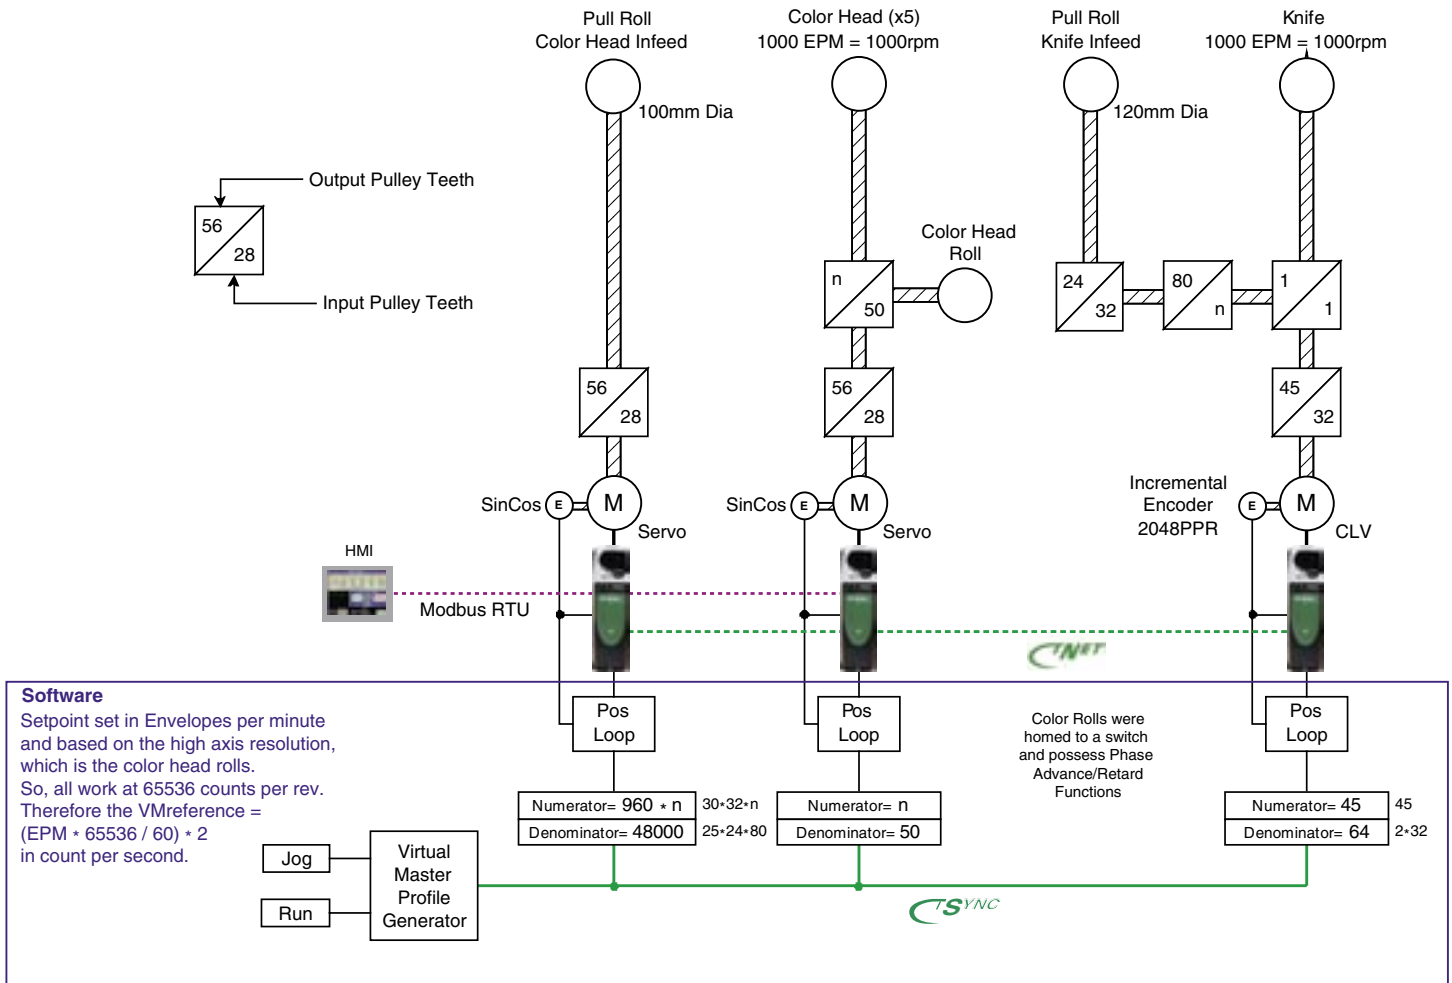 Pull Roll
Color Head Infeed
Color Head (x5)
1000 EPM = 1000rpm
Pull Roll
Knife Infeed
Knife
1000 EPM = 1000rpm
100mm Dia
120mm Dia
Output Pulley Teeth
56
28
Input Pulley Teeth
Color Head
Roll
n
50
24
32
80
n
1
1
56
28
56
28
45
32
SinCos
E
M
Servo
SinCos
E
M
Servo
Incremental
Encoder
2048PPR
E
M
CLV
HMI
Modbus RTU
CTNET
Software
Setpoint set in Envelopes per minute
and based on the high axis resolution,
which is the color head rolls.
So, all work at 65536 counts per rev.
Therefore the VMreference =
(EPM * 65536 / 60) * 2
in count per second.
Pos
Loop
Pos
Loop
Color Rolls were
homed to a switch
and possess Phase
Advance/Retard
Functions
Pos
Loop
Numerator= 960 * n
30*32*n
Denominator= 48000
25*24*80
Numerator= n
Denominator= 50
Numerator= 45
45
Denominator= 64
2*32
Jog
Run
Virtual
Master
Profile
Generator
CTSYNC